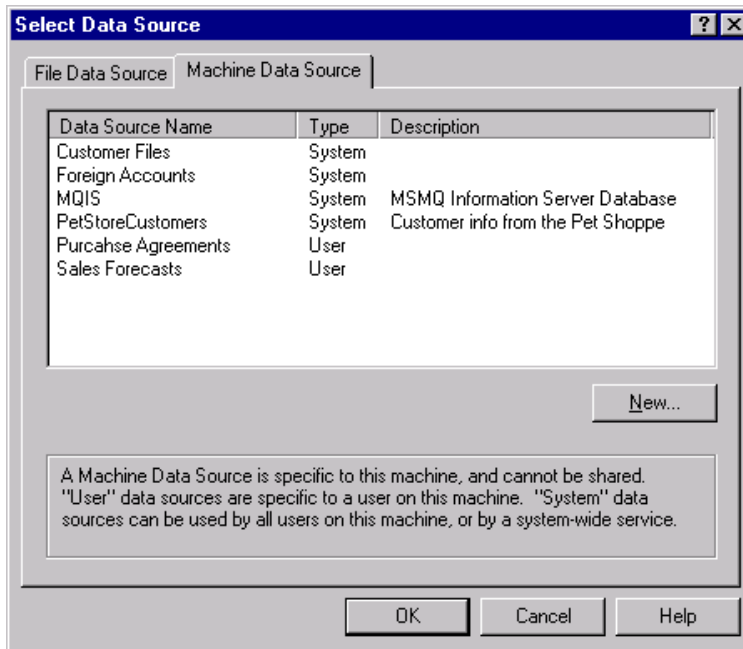 Select Data Source
File Data Source Machine Data Source
Data Source Name Type Description
Customer Files System
Foreign Accounts System
MQIS System MSMQ Information Server Database
PetStoreCustomers System Customer info from the Pet Shoppe
Purcahse Agreements User
Sales Forecasts User
New...
A Machine Data Source is specific to this machine, and cannot be shared.
"User" data sources are specific to a user on this machine. "System" data
sources can be used by all users on this machine, or by a system-wide service.
OK Cancel Help